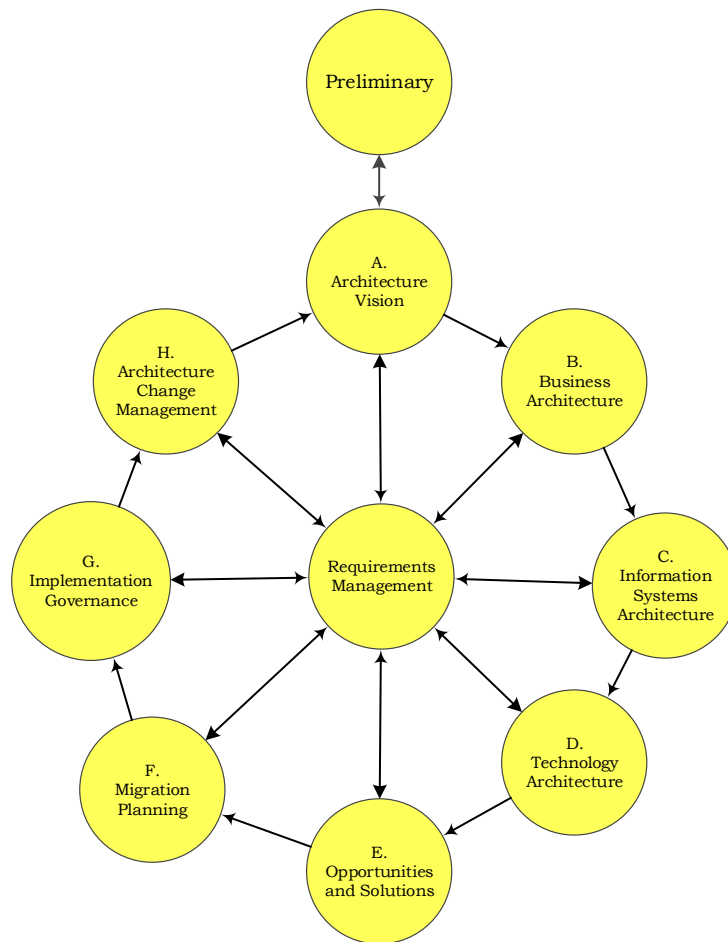 Preliminary
A.
Architecture
Vision
B.
Business
Architecture
H.
Architecture
Change
Management
C.
Information
Systems
Architecture
Requirements
Management
G.
Implementation
Governance
D.
Technology
Architecture
F.
Migration
Planning
E.
Opportunities
and Solutions